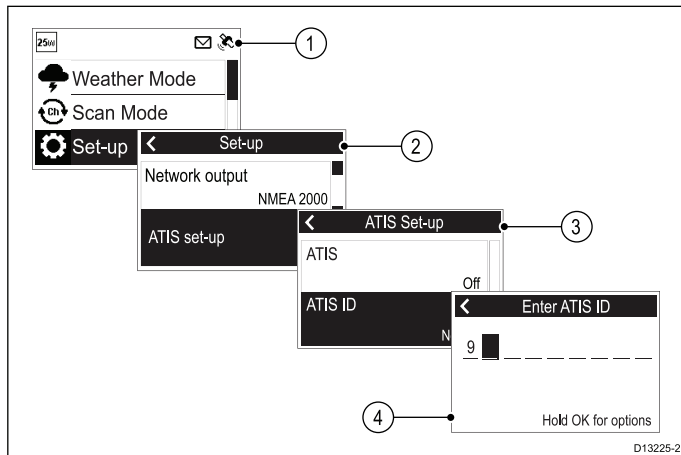 25W
1
Weather Mode
Ch
Scan Mode
Set-up
Set-up
2
Network output
NMEA 2000
ATIS set-up
ATIS Set-up
3
ATIS
Off
ATIS ID
N
Enter ATIS ID
9
4
Hold OK for options
D13225-2